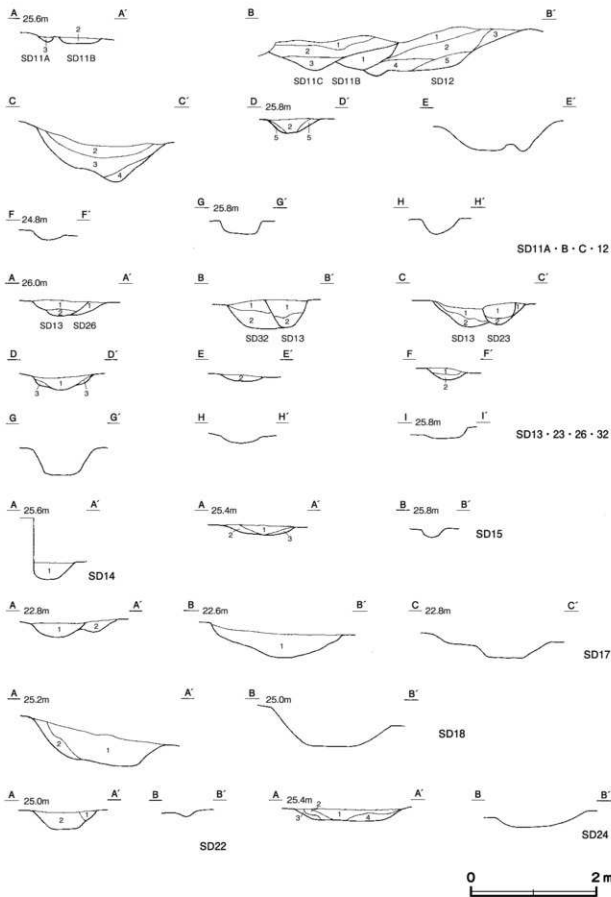 A 25.6m A´ B B´
2 1 1 3
1 2
3 3 1 4 5
SD11A SD11B SD11C SD11B SD12
C C´ D 25.8m D´ E E´
2 2
3 5 5
4
F 24.8m F´ G 25.8m G´ H H´
SD11A・B・C・12
A 26.0m A´ B B´ C C´
1 1 1 1 1 1 1
2 2 2 2 2
SD13 SD26 SD32 SD13 SD13 SD23
D D´ E E´ F F´
1 2 1
3 3 2
G G´ H H´ I 25.8m I´
SD13・23・26・32
A 25.6m A´ A 25.4m A´ B 25.8m B´
2 1 3
1 SD15
SD14
A 22.8m A´ B 22.6m B´ C 22.8m C´
1 2 1
SD17
A 25.2m A´ B 25.0m B´
2 1
SD18
A 25.0m A´ B B´ A 25.4m A´ B B´
2 1 3 2 1 4
SD22 SD24
0 2 m